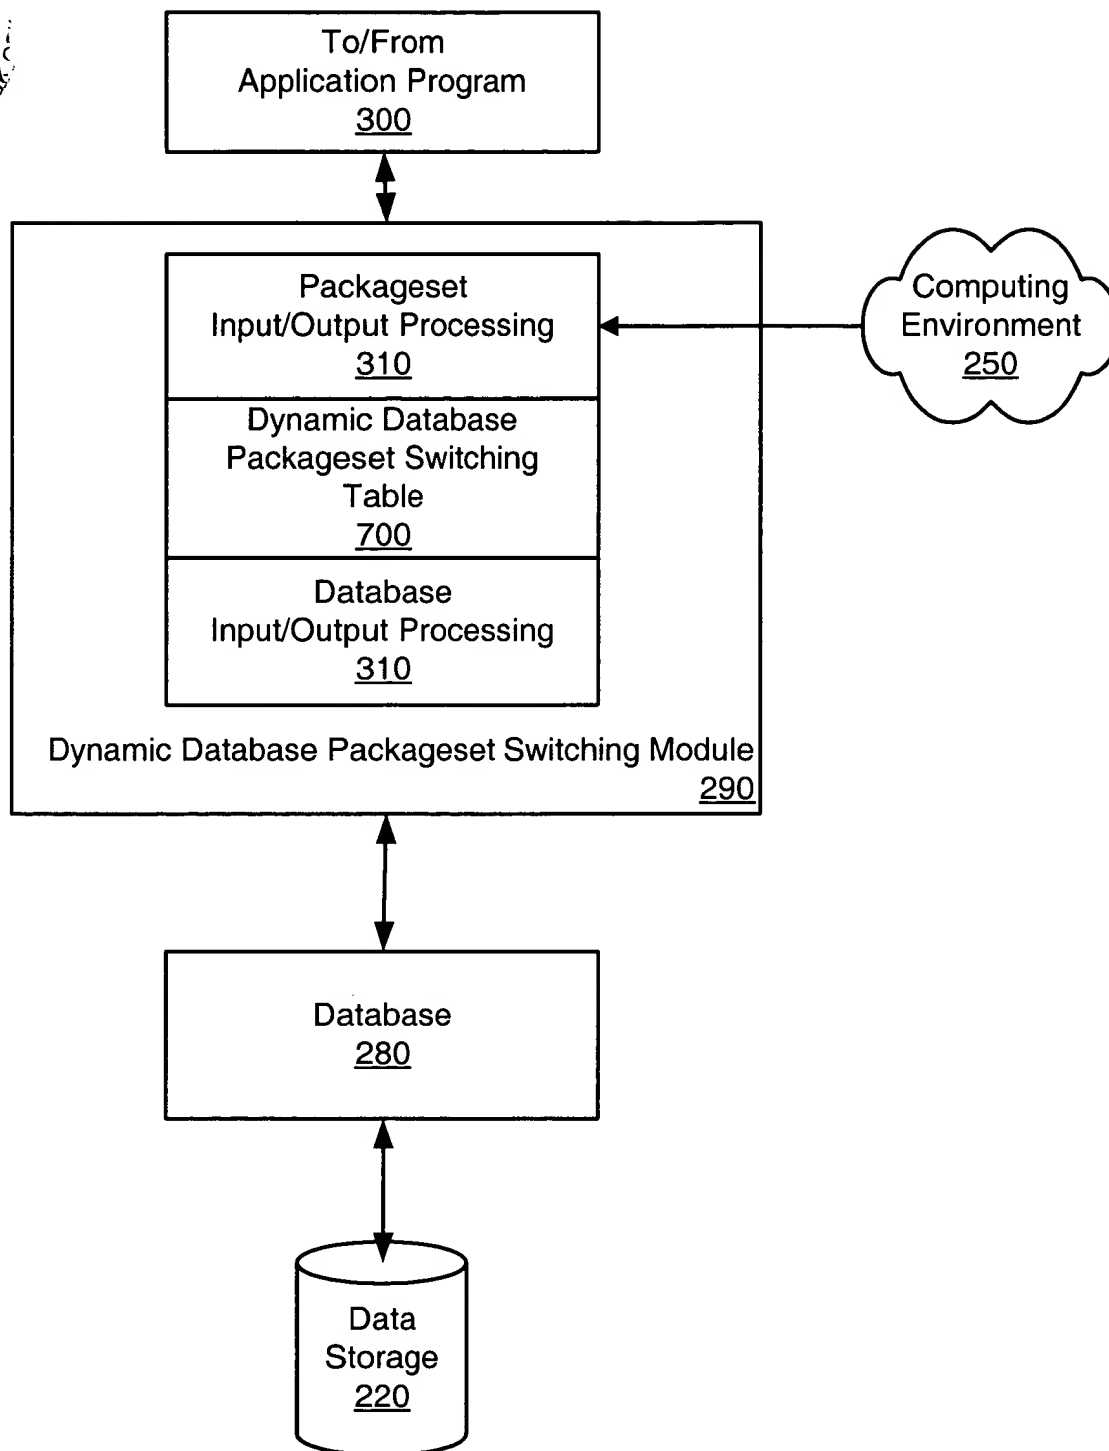 To/From
Application Program
300
Packageset
Input/Output Processing
310
Computing
Environment
250
Dynamic Database
Packageset Switching
Table
700
Database
Input/Output Processing
310
Dynamic Database Packageset Switching Module
290
Database
280
Data
Storage
220